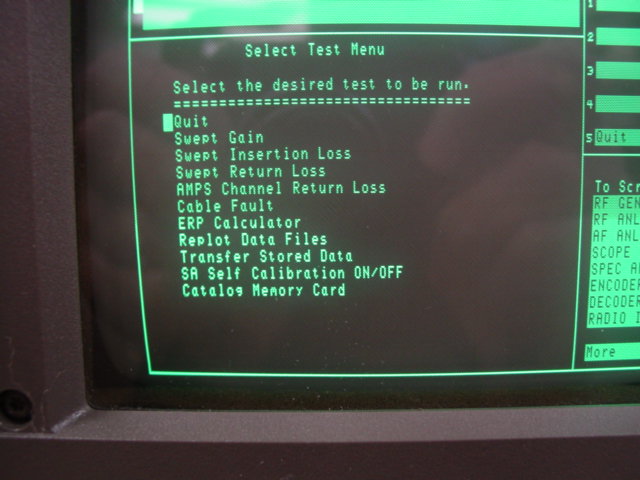 Select Test Menu
Select the desired test to be run.
=================================
Quit
Swept Gain
Swept Insertion Loss
Swept Return Loss
AMPS Channel Return Loss
Cable Fault
ERP Calculator
Replot Data Files
Transfer Stored Data
SA Self Calibration ON/OFF
Catalog Memory Card
1
2
3
4
5 Quit
To Scr
RF GEN
RF ANL
AF ANL
SCOPE
SPEC A
ENCODER
DECODER
RADIO I
More